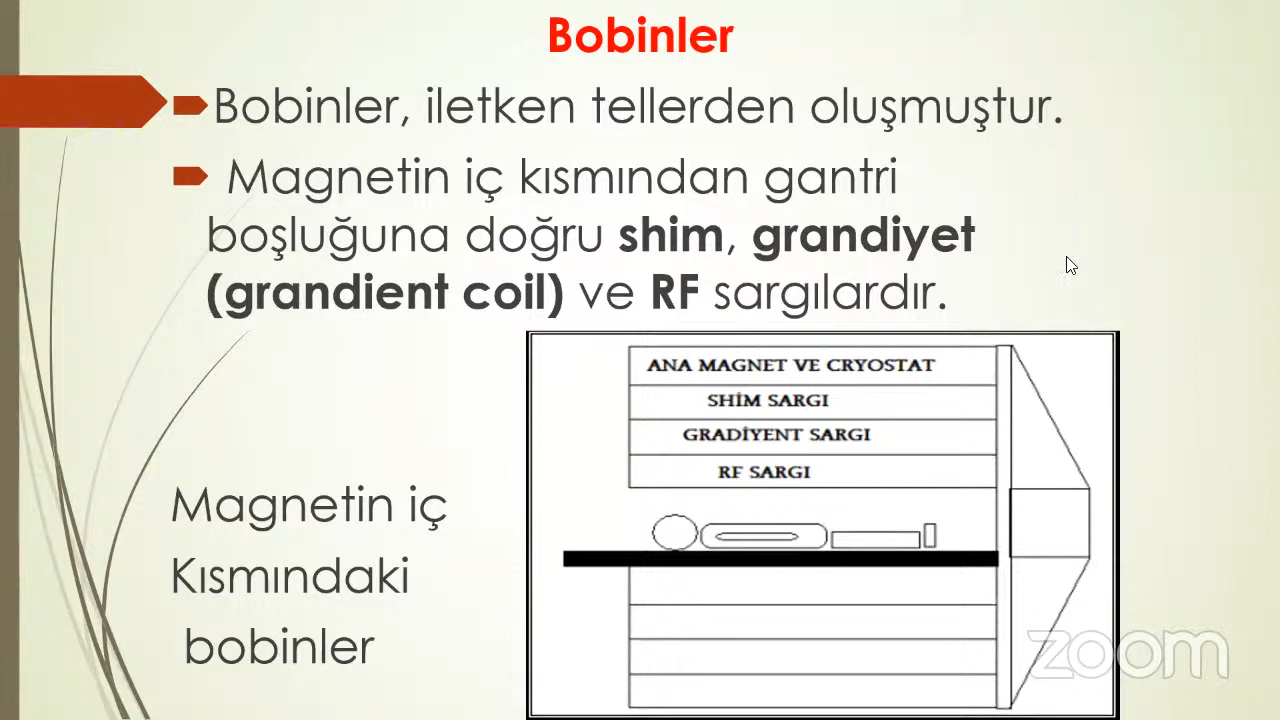 Bobinler
Bobinler, iletken tellerden oluşmuştur.
Magnetin iç kısmından gantri
boşluğuna doğru shim, grandiyet
(grandient coil) ve RF sargılardır.
ANA MAGNET VE CRYOSTAT
SHİM SARGI
GRADİYENT SARGI
RF SARGI
Magnetin iç
Kısmındaki
bobinler
zoom